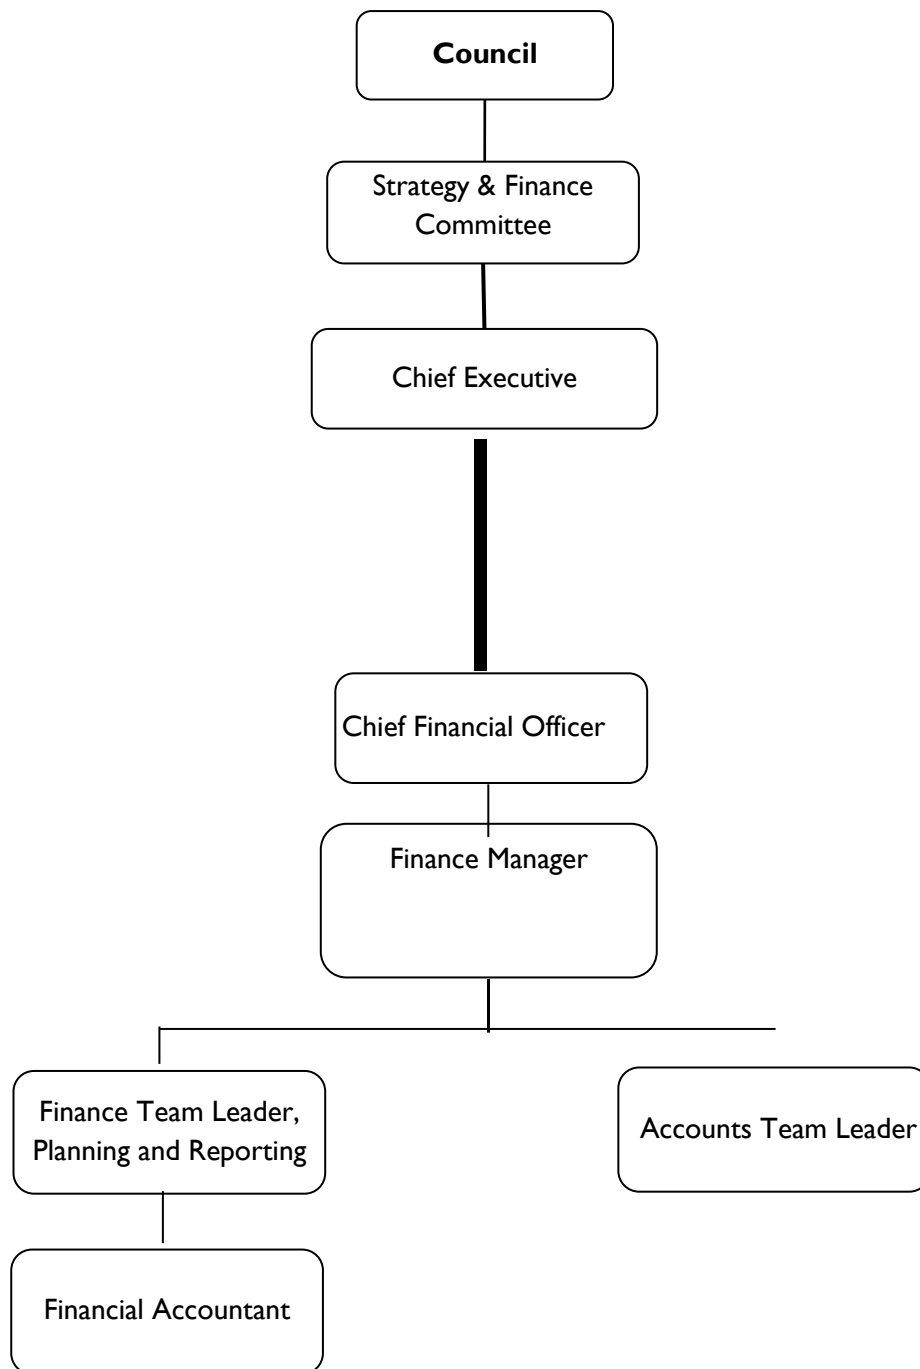 Council
Strategy & Finance
Committee
Chief Executive
Chief Financial Officer
Finance Manager
Finance Team Leader,
Planning and Reporting
Accounts Team Leader
Financial Accountant